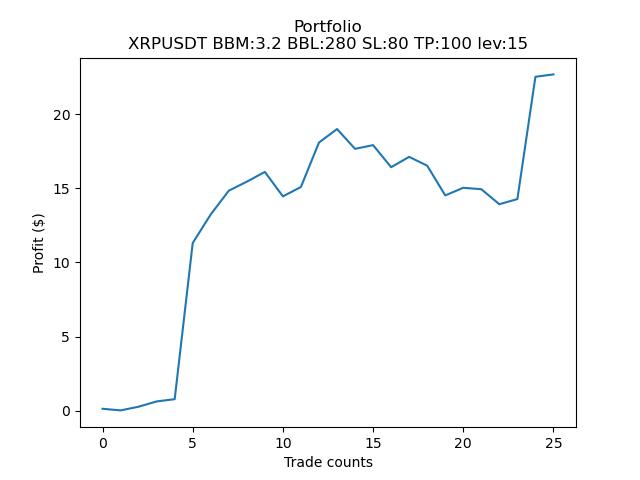 Portfolio
XRPUSDT BBM:3.2 BBL:280 SL:80 TP:100 lev:15
Profit ($)
20
15
10
5
0
0 5 10 15 20 25
Trade counts